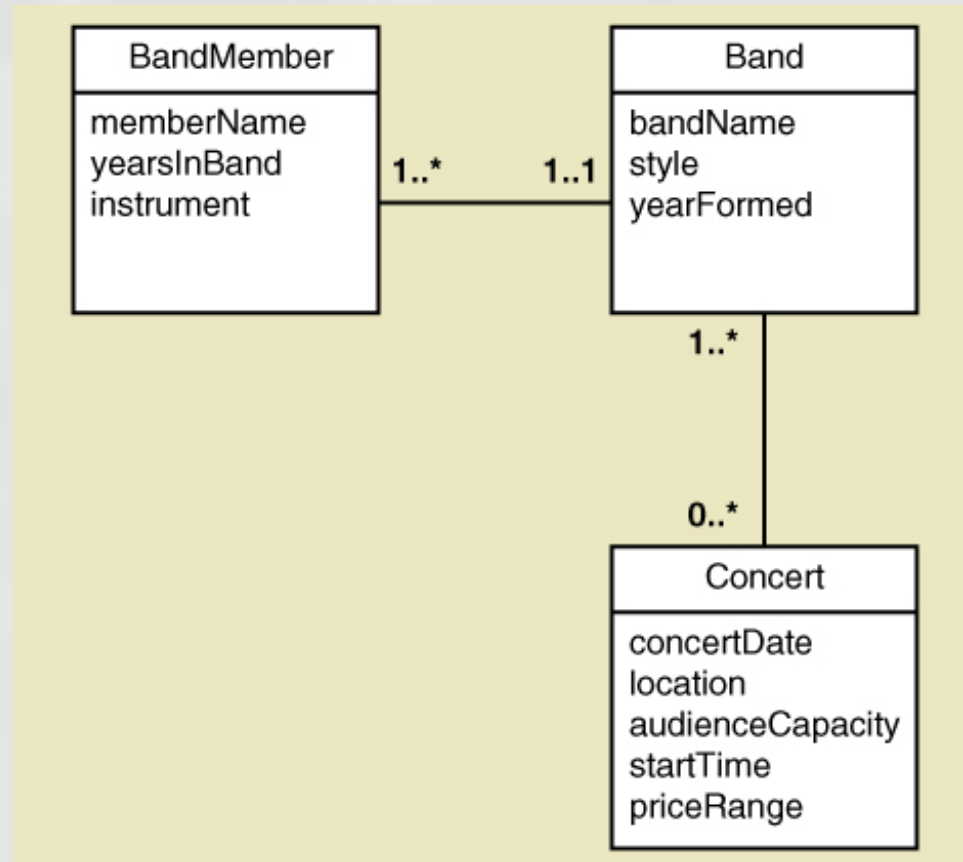 BandMember
memberName
yearsInBand
instrument
1..*
1..1
Band
bandName
style
yearFormed
1..*
0..*
Concert
concertDate
location
audienceCapacity
startTime
priceRange